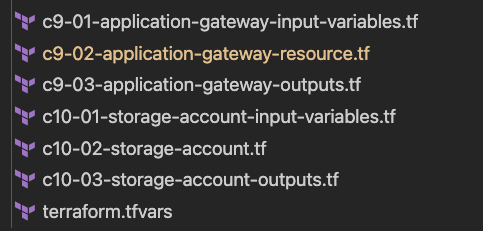 c9-01-application-gateway-input-variables.tf
c9-02-application-gateway-resource.tf
c9-03-application-gateway-outputs.tf
c10-01-storage-account-input-variables.tf
c10-02-storage-account.tf
c10-03-storage-account-outputs.tf
terraform.tfvars